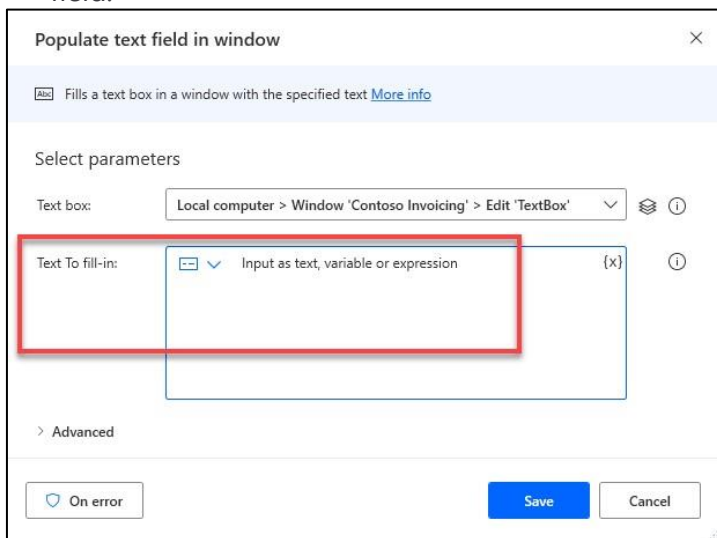 field.
Populate text field in window
Abc Fills a text box in a window with the specified text More info
Select parameters
Text box: Local computer > Window 'Contoso Invoicing' > Edit 'TextBox'
Text To fill-in: Input as text, variable or expression {x}
> Advanced
On error Save Cancel